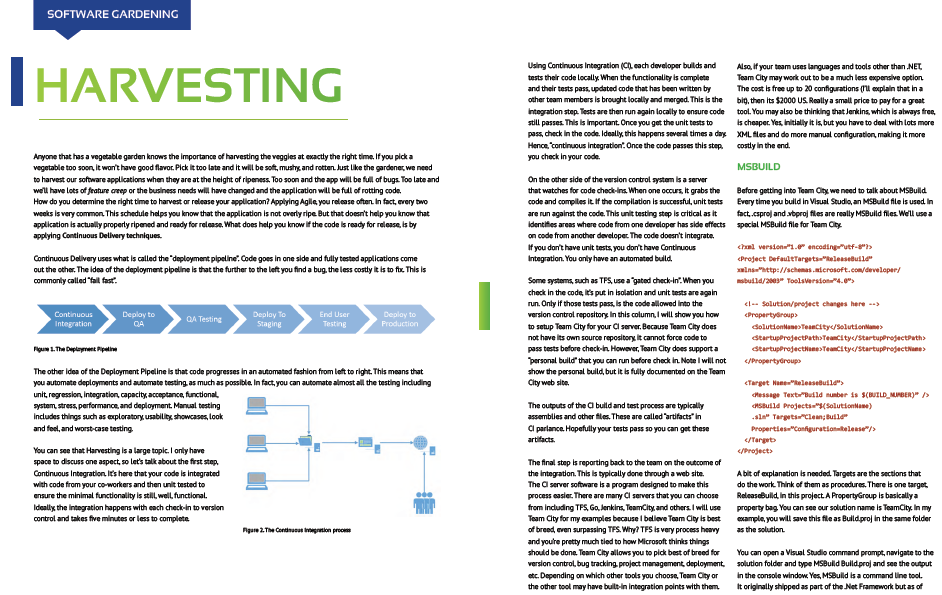 SOFTWARE GARDENING
HARVESTING
Anyone that has a vegetable garden knows the importance of harvesting the veggies at exactly the right time. If you pick a
vegetable too soon, it won't have good flavor. Pick it too late and it will be soft, mushy, and rotten. Just like the gardener, we need
to harvest our software applications when they are at the height of ripeness. Too soon and the app will be full of bugs. Too late and
we'll have lots of feature creep or the business needs will have changed and the application will be full of rotting code.
How do you determine the right time to harvest or release your application? Applying Agile, you release often. In fact, every two
weeks is very common. This schedule helps you know that the application is not overly ripe. But that doesn't help you know that
application is actually properly ripened and ready for release. What does help you know if the code is ready for release, is by
applying Continuous Delivery techniques.
Continuous Delivery uses what is called the "deployment pipeline". Code goes in one side and fully tested applications come
out the other. The idea of the deployment pipeline is that the further to the left you find a bug, the less costly it is to fix. This is
commonly called "fail fast".
Continuous
Integration
Deploy to
QA
QA Testing
Deploy To
Staging
End User
Testing
Deploy to
Production
Figure 1. The Deployment Pipeline
The other idea of the Deployment Pipeline is that code progresses in an automated fashion from left to right. This means that
you automate deployments and automate testing, as much as possible. In fact, you can automate almost all the testing including
unit, regression, integration, capacity, acceptance, functional,
system, stress, performance, and deployment. Manual testing
includes things such as exploratory, usability, showcases, look
and feel, and worst-case testing.
You can see that Harvesting is a large topic. I only have
space to discuss one aspect, so let's talk about the first step,
Continuous Integration. It's here that your code is integrated
with code from your co-workers and then unit tested to
ensure the minimal functionality is still, well, functional.
Ideally, the integration happens with each check-in to version
control and takes five minutes or less to complete.
Figure 2. The Continuous Integration process
Using Continuous Integration (CI), each developer builds and
tests their code locally. When the functionality is complete
and their tests pass, updated code that has been written by
other team members is brought locally and merged. This is the
integration step. Tests are then run again locally to ensure code
still passes. This is important. Once you get the unit tests to
pass, check in the code. Ideally, this happens several times a day.
Hence, "continuous integration". Once the code passes this step,
you check in your code.
On the other side of the version control system is a server
that watches for code check-ins. When one occurs, it grabs the
code and compiles it. If the compilation is successful, unit tests
are run against the code. This unit testing step is critical as it
identifies areas where code from one developer has side effects
on code from another developer. The code doesn't integrate.
If you don't have unit tests, you don't have Continuous
Integration. You only have an automated build.
Some systems, such as TFS, use a "gated check-in". When you
check in the code, it's put in isolation and unit tests are again
run. Only if those tests pass, is the code allowed into the
version control repository. In this column, I will show you how
to setup Team City for your CI server. Because Team City does
not have its own source repository, it cannot force code to
pass tests before check-in. However, Team City does support a
"personal build" that you can run before check in. Note I will not
show the personal build, but it is fully documented on the Team
City web site.
The outputs of the CI build and test process are typically
assemblies and other files. These are called "artifacts" in
CI parlance. Hopefully your tests pass so you can get these
artifacts.
The final step is reporting back to the team on the outcome of
the integration. This is typically done through a web site.
The CI server software is a program designed to make this
process easier. There are many CI servers that you can choose
from including TFS, Go, Jenkins, TeamCity, and others. I will use
Team City for my examples because I believe Team City is best
of breed, even surpassing TFS. Why? TFS is very process heavy
and you're pretty much tied to how Microsoft thinks things
should be done. Team City allows you to pick best of breed for
version control, bug tracking, project management, deployment,
etc. Depending on which other tools you choose, Team City or
the other tool may have built-in integration points with them.
Also, if your team uses languages and tools other than .NET,
Team City may work out to be a much less expensive option.
The cost is free up to 20 configurations (I'll explain that in a
bit), then its $2000 US. Really a small price to pay for a great
tool. You may also be thinking that Jenkins, which is always free,
is cheaper. Yes, initially it is, but you have to deal with lots more
XML files and do more manual configuration, making it more
costly in the end.
MSBUILD
Before getting into Team City, we need to talk about MSBuild.
Every time you build in Visual Studio, an MSBuild file is used. In
fact, .csproj and .vbproj files are really MSBuild files. We'll use a
special MSBuild file for Team City.
<?xml version="1.0" encoding="utf-8"?>
<Project DefaultTargets="ReleaseBuild"
xmlns="http://schemas.microsoft.com/developer/
msbuild/2003" ToolsVersion="4.0">
<!-- Solution/project changes here -->
<PropertyGroup>
<SolutionName>TeamCity</SolutionName>
<StartupProjectPath>TeamCity</StartupProjectPath>
<StartupProjectName>TeamCity</StartupProjectName>
</PropertyGroup>
<Target Name="ReleaseBuild">
<Message Text="Build number is $(BUILD_NUMBER)" />
<MSBuild Projects="$(SolutionName)
.sln" Targets="Clean;Build"
Properties="Configuration=Release"/>
</Target>
</Project>
A bit of explanation is needed. Targets are the sections that
do the work. Think of them as procedures. There is one target,
ReleaseBuild, in this project. A PropertyGroup is basically a
property bag. You can see our solution name is TeamCity. In my
example, you will save this file as Build.proj in the same folder
as the solution.
You can open a Visual Studio command prompt, navigate to the
solution folder and type MSBuild Build.proj and see the output
in the console window. Yes, MSBuild is a command line tool.
It originally shipped as part of the .Net Framework but as of